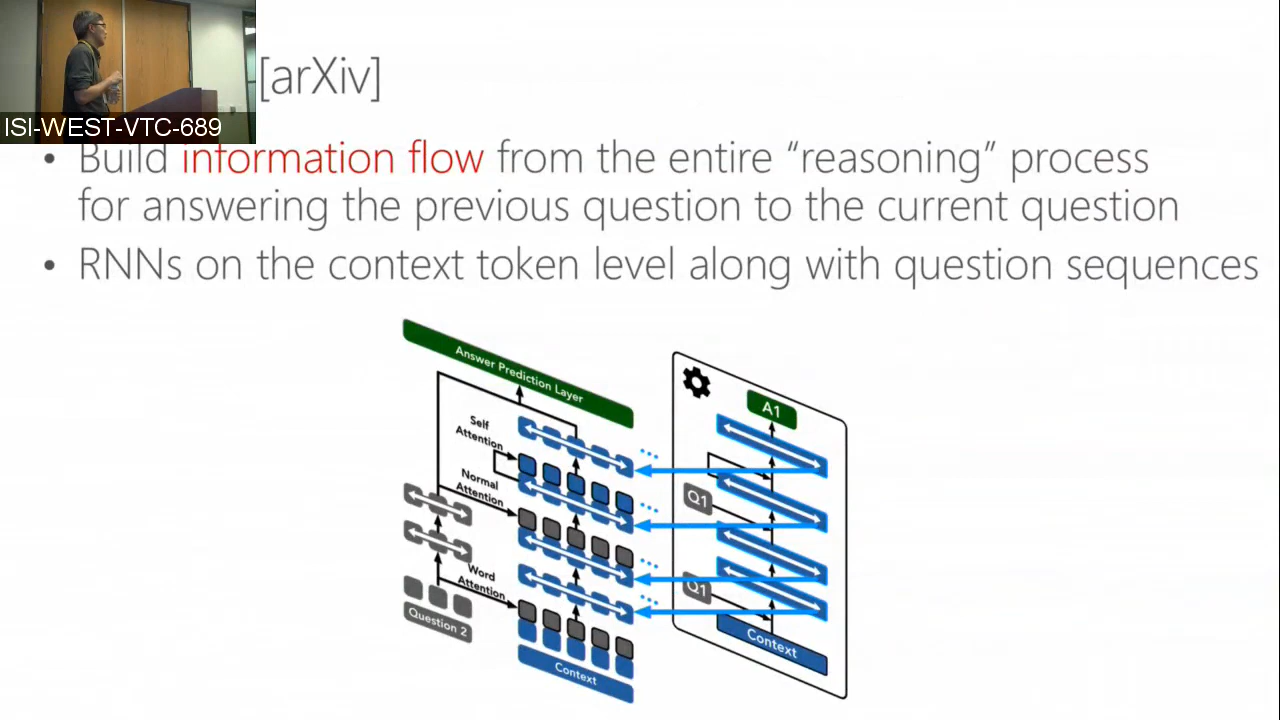 [arXiv]
ISI-WEST-VTC-689
• Build information flow from the entire “reasoning” process
for answering the previous question to the current question
• RNNs on the context token level along with question sequences
Answer Prediction Layer
A1
Self
Attention
Normal
Attention
Q1
Word
Attention
Q1
Question 2
Context
Context